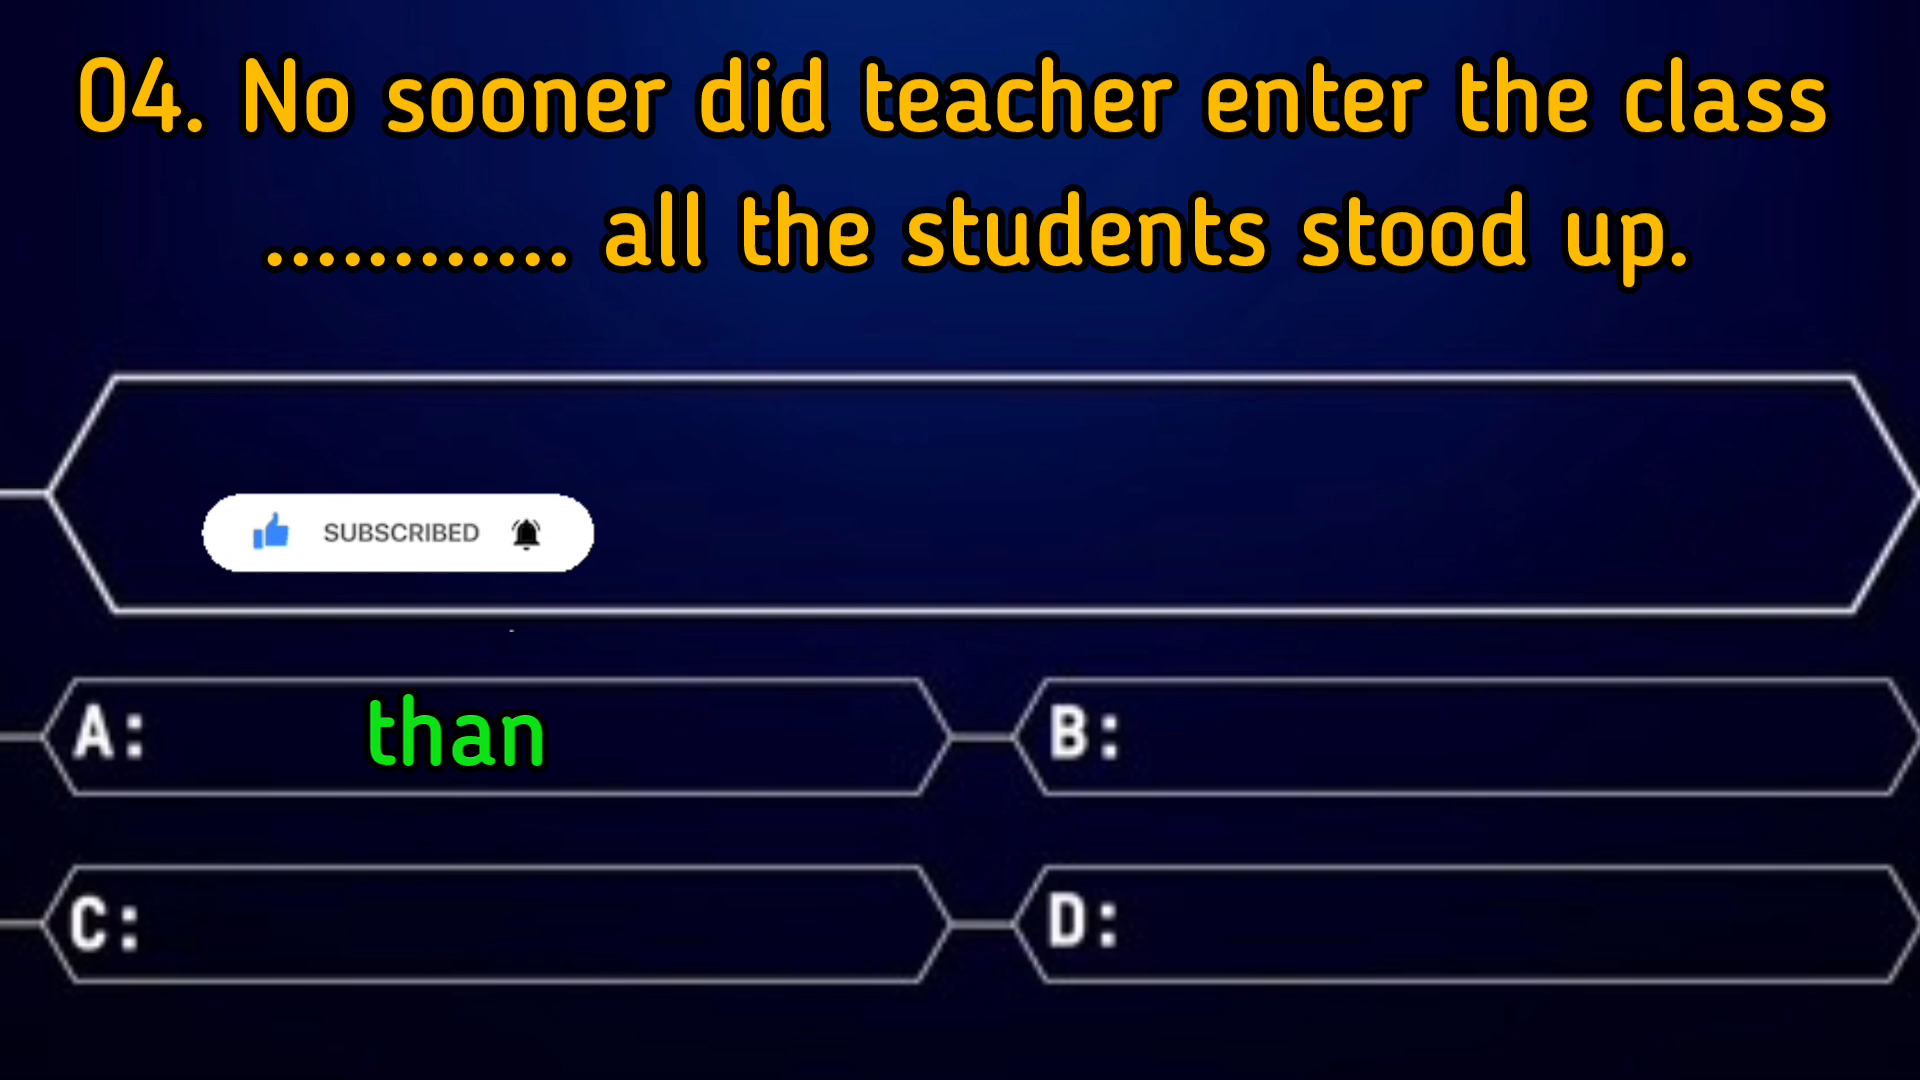 04. No sooner did teacher enter the class
............ all the students stood up.
SUBSCRIBED
A: than
B:
C:
D: